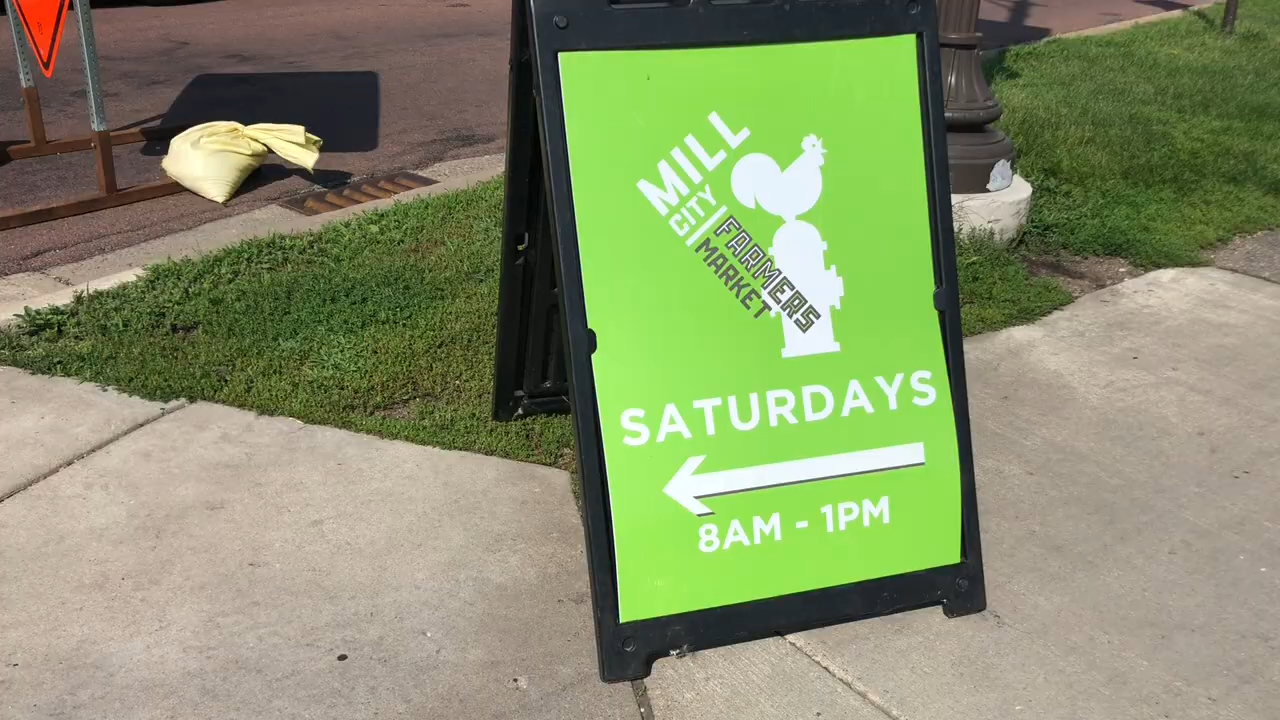 MILL
CITY
FARMERS
MARKET
SATURDAYS
8AM - 1PM